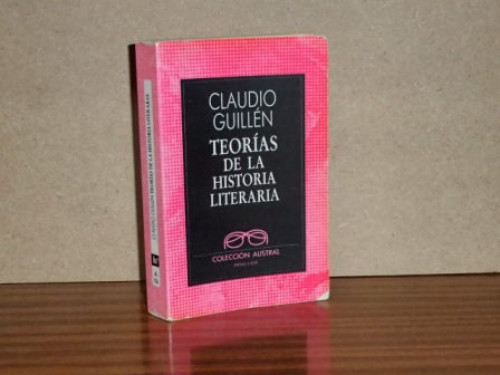 CLAUDIO
GUILLÉN
TEORÍAS
DE LA
HISTORIA
LITERARIA
COLECCIÓN AUSTRAL